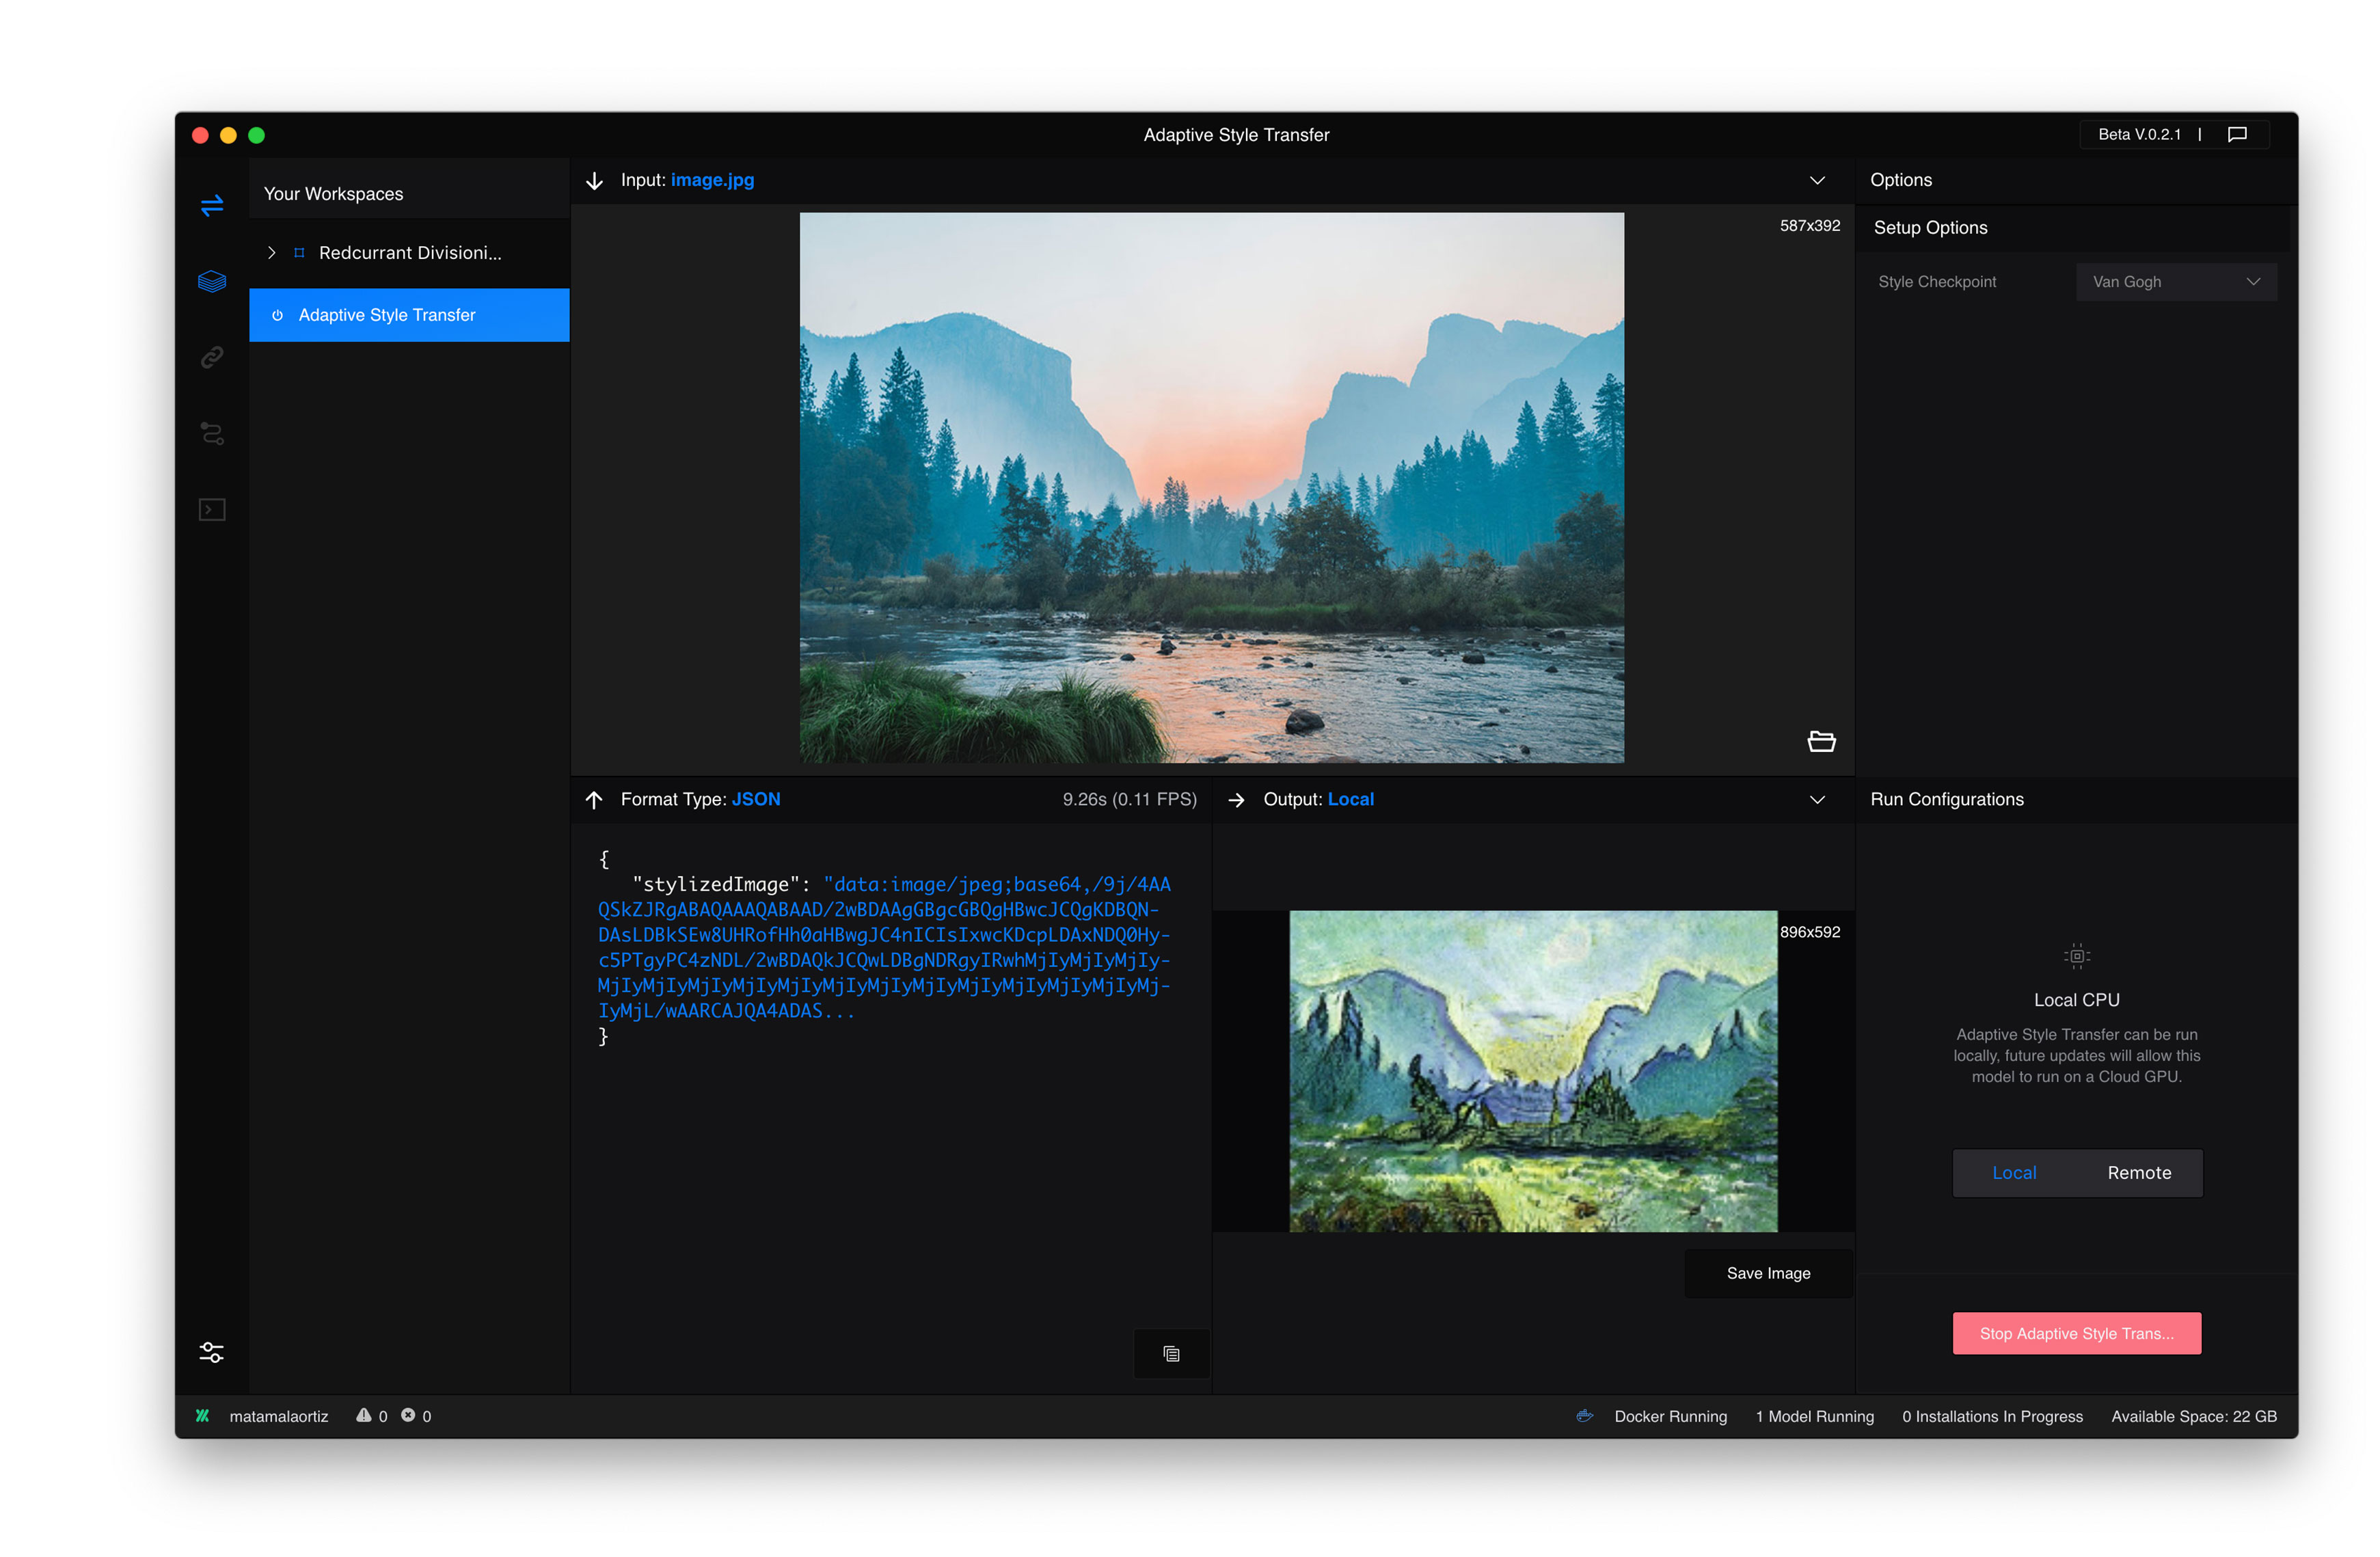 Adaptive Style Transfer
Beta V.0.2.1 |
Your Workspaces
Redcurrant Divisioni...
Adaptive Style Transfer
Input: image.jpg
587x392
Options
Setup Options
Style Checkpoint
Van Gogh
Format Type: JSON
9.26s (0.11 FPS)
{
"stylizedImage": "data:image/jpeg;base64,/9j/4AA
QSkZJRgABAQAAAQABAAD/2wBDAAgGBgcGBQgHBwcJCQgKDBQN-
DAsLDBkSEw8UHRofHh0aHBwgJC4nICIsIxwcKDcpLDAxNDQ0Hy-
c5PTgyPC4zNDL/2wBDAQkJCQwLDBgNDRgyIRwhMjIyMjIyMjIy-
MjIyMjIyMjIyMjIyMjIyMjIyMjIyMjIyMjIyMjIyMjIyMjIyMj-
IyMjL/wAARCAJQA4ADAS...
}
Output: Local
896x592
Save Image
Run Configurations
Local CPU
Adaptive Style Transfer can be run
locally, future updates will allow this
model to run on a Cloud GPU.
Local
Remote
Stop Adaptive Style Trans...
matamalaortiz
0
0
Docker Running
1 Model Running
0 Installations In Progress
Available Space: 22 GB